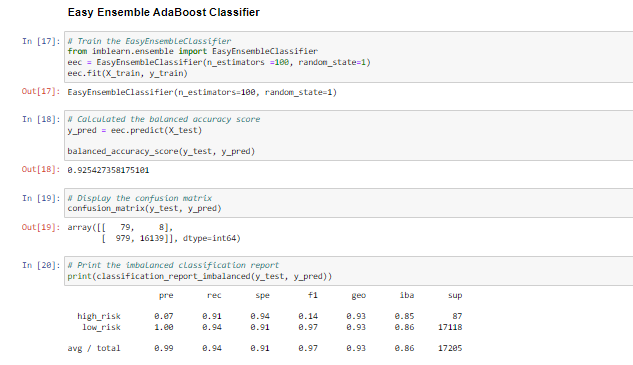 Easy Ensemble AdaBoost Classifier
In [17]: # Train the EasyEnsembleClassifier
from imblearn.ensemble import EasyEnsembleClassifier
eec = EasyEnsembleClassifier(n_estimators =100, random_state=1)
eec.fit(X_train, y_train)
Out[17]: EasyEnsembleClassifier(n_estimators=100, random_state=1)
In [18]: # Calculated the balanced accuracy score
y_pred = eec.predict(X_test)
balanced_accuracy_score(y_test, y_pred)
Out[18]: 0.925427358175101
In [19]: # Display the confusion matrix
confusion_matrix(y_test, y_pred)
Out[19]: array([[ 79, 8],
[ 979, 16139]], dtype=int64)
In [20]: # Print the imbalanced classification report
print(classification_report_imbalanced(y_test, y_pred))
pre rec spe f1 geo iba sup
high_risk 0.07 0.91 0.94 0.14 0.93 0.85 87
low_risk 1.00 0.94 0.91 0.97 0.93 0.86 17118
avg / total 0.99 0.94 0.91 0.97 0.93 0.86 17205